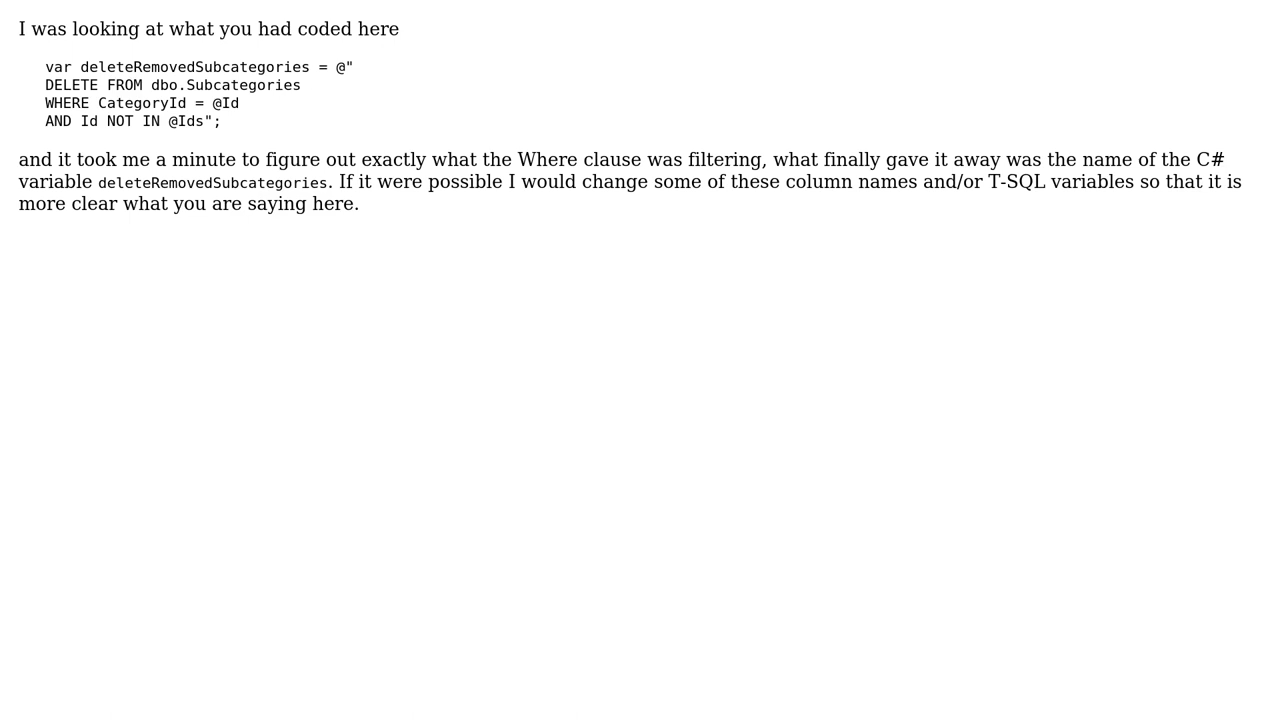 I was looking at what you had coded here
var deleteRemovedSubcategories = @"
DELETE FROM dbo.Subcategories
WHERE CategoryId = @Id
AND Id NOT IN @Ids";
and it took me a minute to figure out exactly what the Where clause was filtering, what finally gave it away was the name of the C#
variable deleteRemovedSubcategories. If it were possible I would change some of these column names and/or T-SQL variables so that it is
more clear what you are saying here.